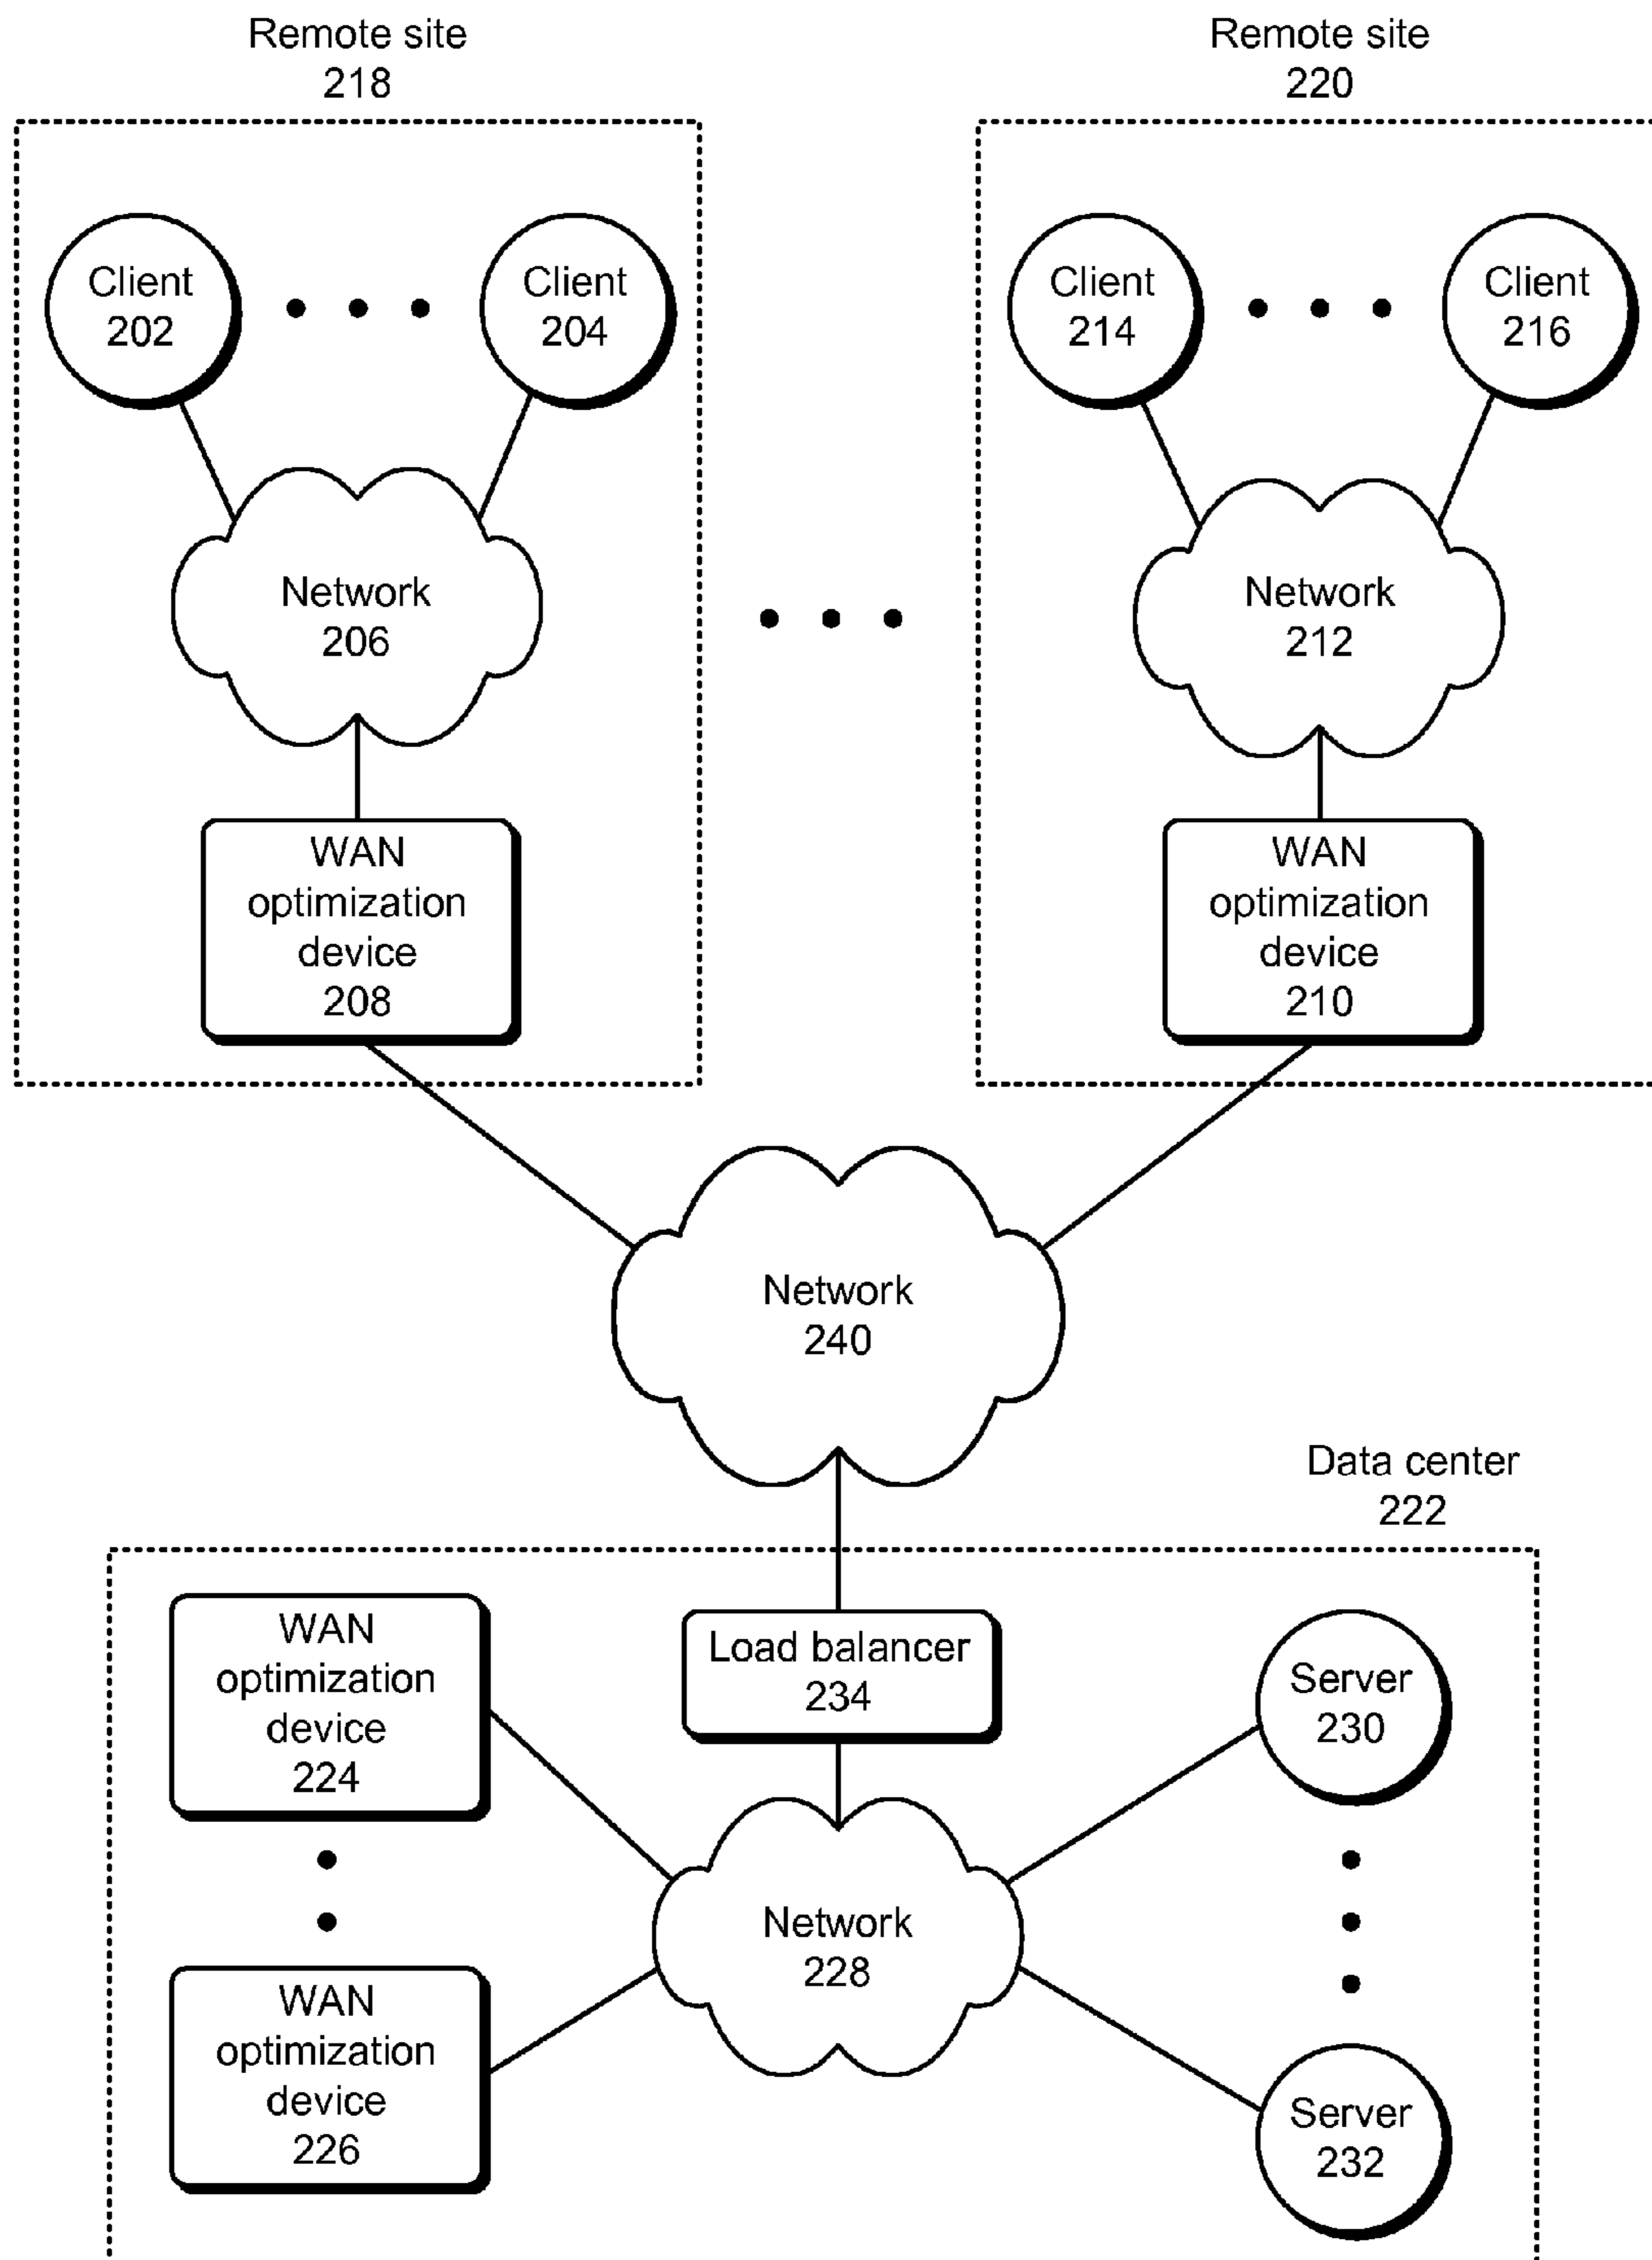 Remote site
218
Remote site
220
Client
202
Client
204
Client
214
Client
216
Network
206
Network
212
WAN
optimization
device
208
WAN
optimization
device
210
Network
240
Data center
222
WAN
optimization
device
224
Load balancer
234
Server
230
Network
228
WAN
optimization
device
226
Server
232